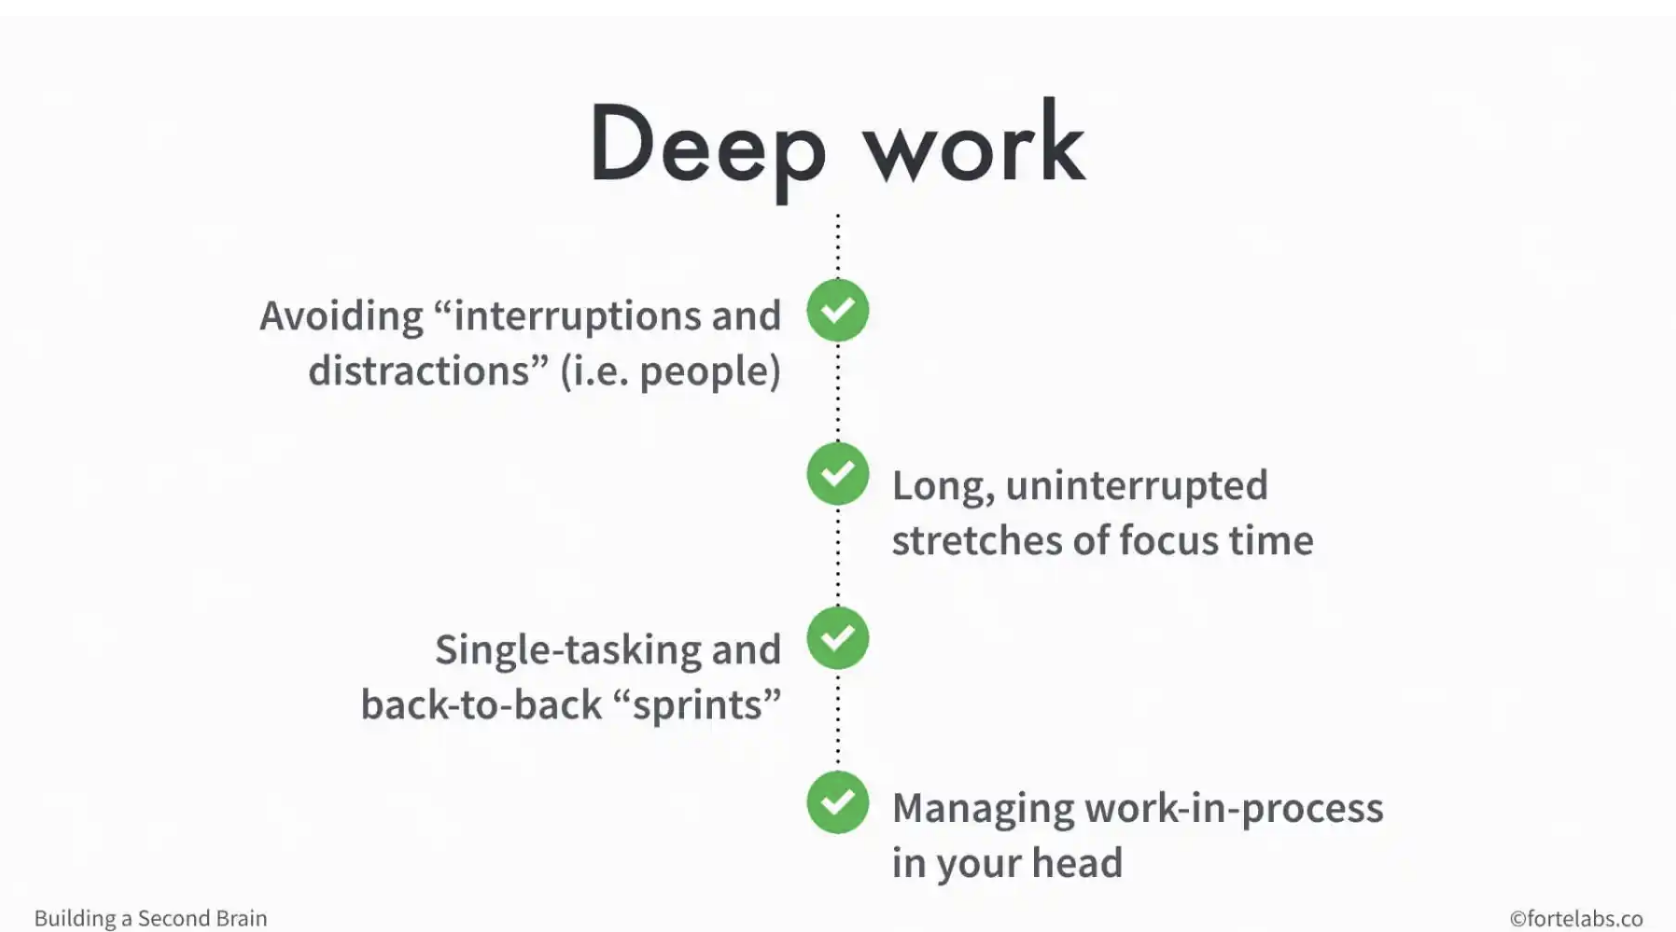 Deep work
Avoiding “interruptions and
distractions” (i.e. people)
Long, uninterrupted
stretches of focus time
Single-tasking and
back-to-back “sprints”
Managing work-in-process
in your head
Building a Second Brain
©fortelabs.co